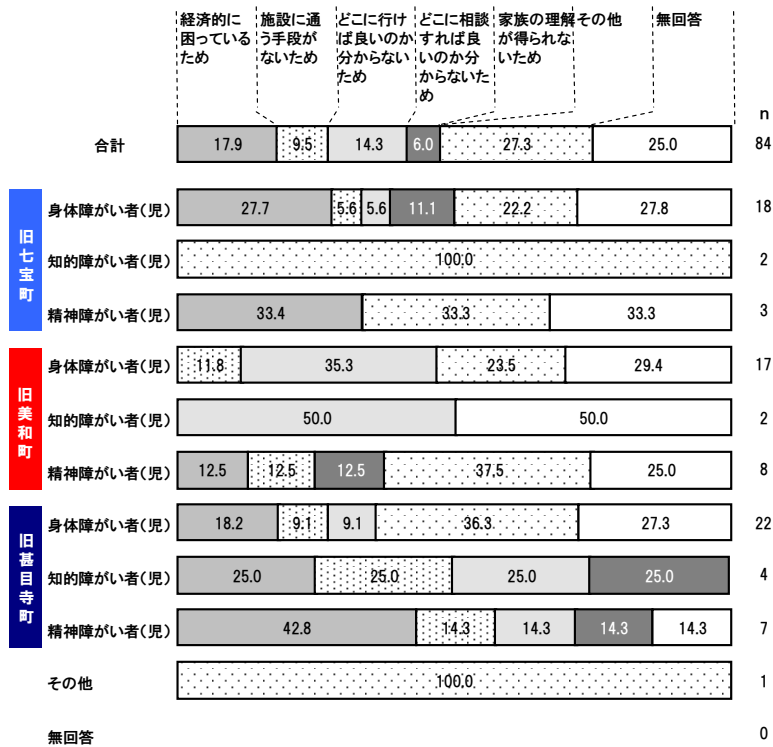 経済的に
困っている
ため
施設に通
う手段が
ないため
どこに行け
ば良いのか
分からない
ため
どこに相談
すれば良
いのか分
からないた
め
家族の理解
が得られな
いため
その他
無回答
n
合計 17.9 9.5 14.3 6.0 27.3 25.0 84
旧七宝町
身体障がい者(児) 27.7 5.6 5.6 11.1 22.2 27.8 18
知的障がい者(児) 100.0 2
精神障がい者(児) 33.4 33.3 33.3 3
旧美和町
身体障がい者(児) 11.8 35.3 23.5 29.4 17
知的障がい者(児) 50.0 50.0 2
精神障がい者(児) 12.5 12.5 12.5 37.5 25.0 8
旧甚目寺町
身体障がい者(児) 18.2 9.1 9.1 36.3 27.3 22
知的障がい者(児) 25.0 25.0 25.0 25.0 4
精神障がい者(児) 42.8 14.3 14.3 14.3 14.3 7
その他 100.0 1
無回答 0